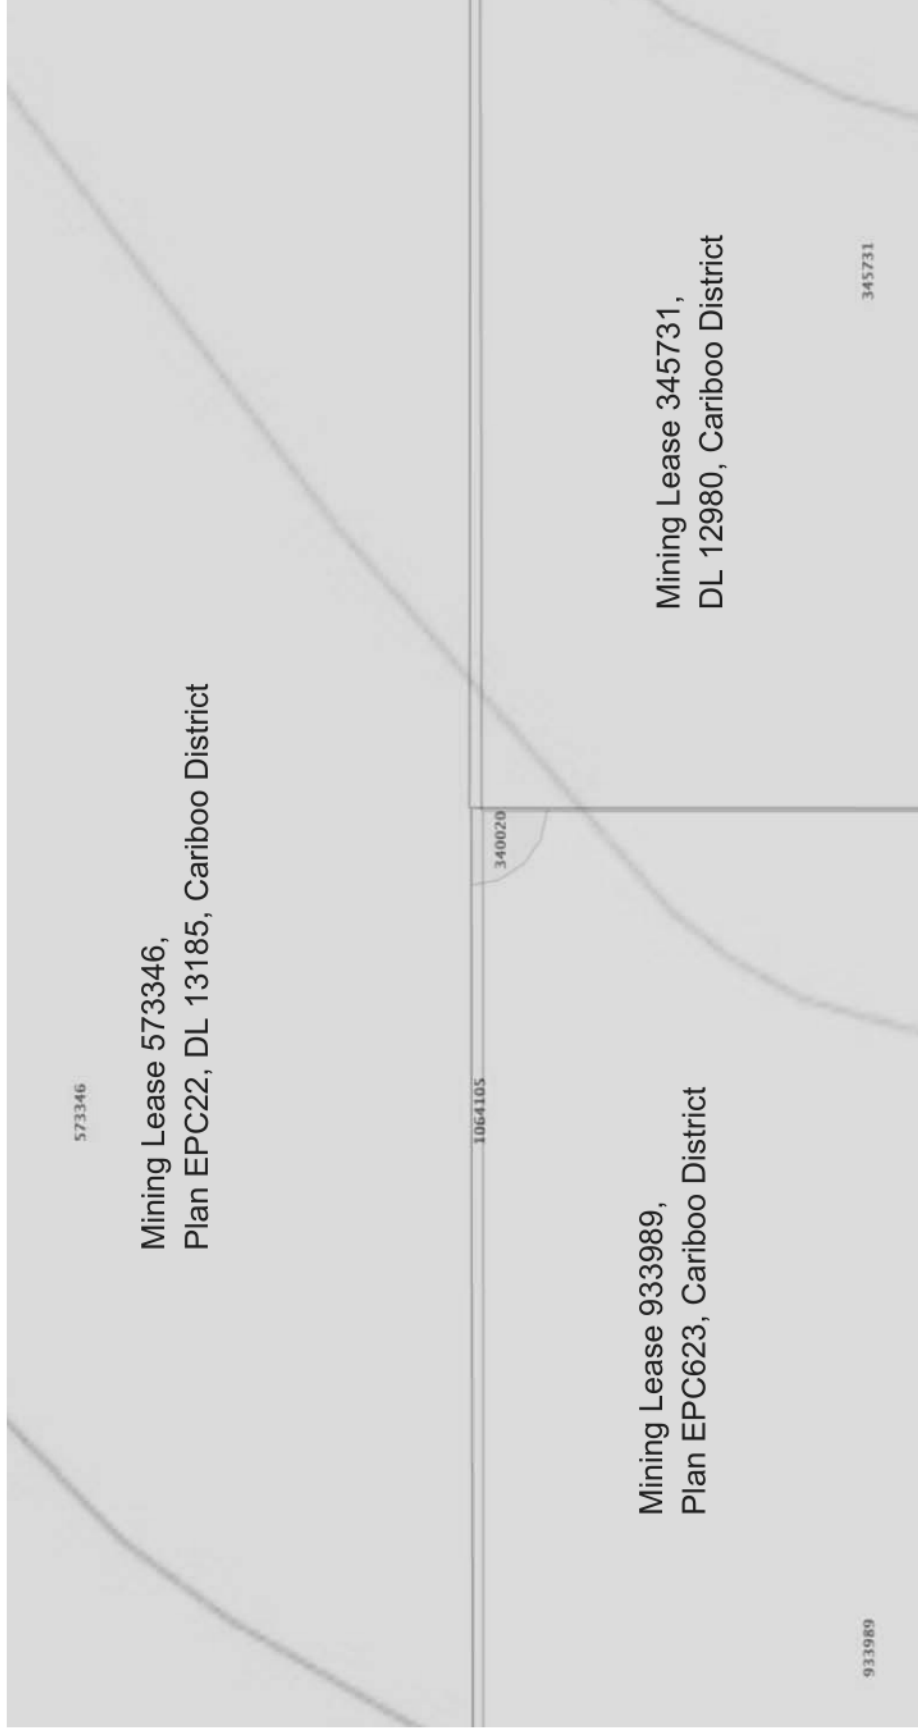 573346
Mining Lease 573346,
Plan EPC22, DL 13185, Cariboo District
1064105
340020
Mining Lease 933989,
Plan EPC623, Cariboo District
933989
Mining Lease 345731,
DL 12980, Cariboo District
345731